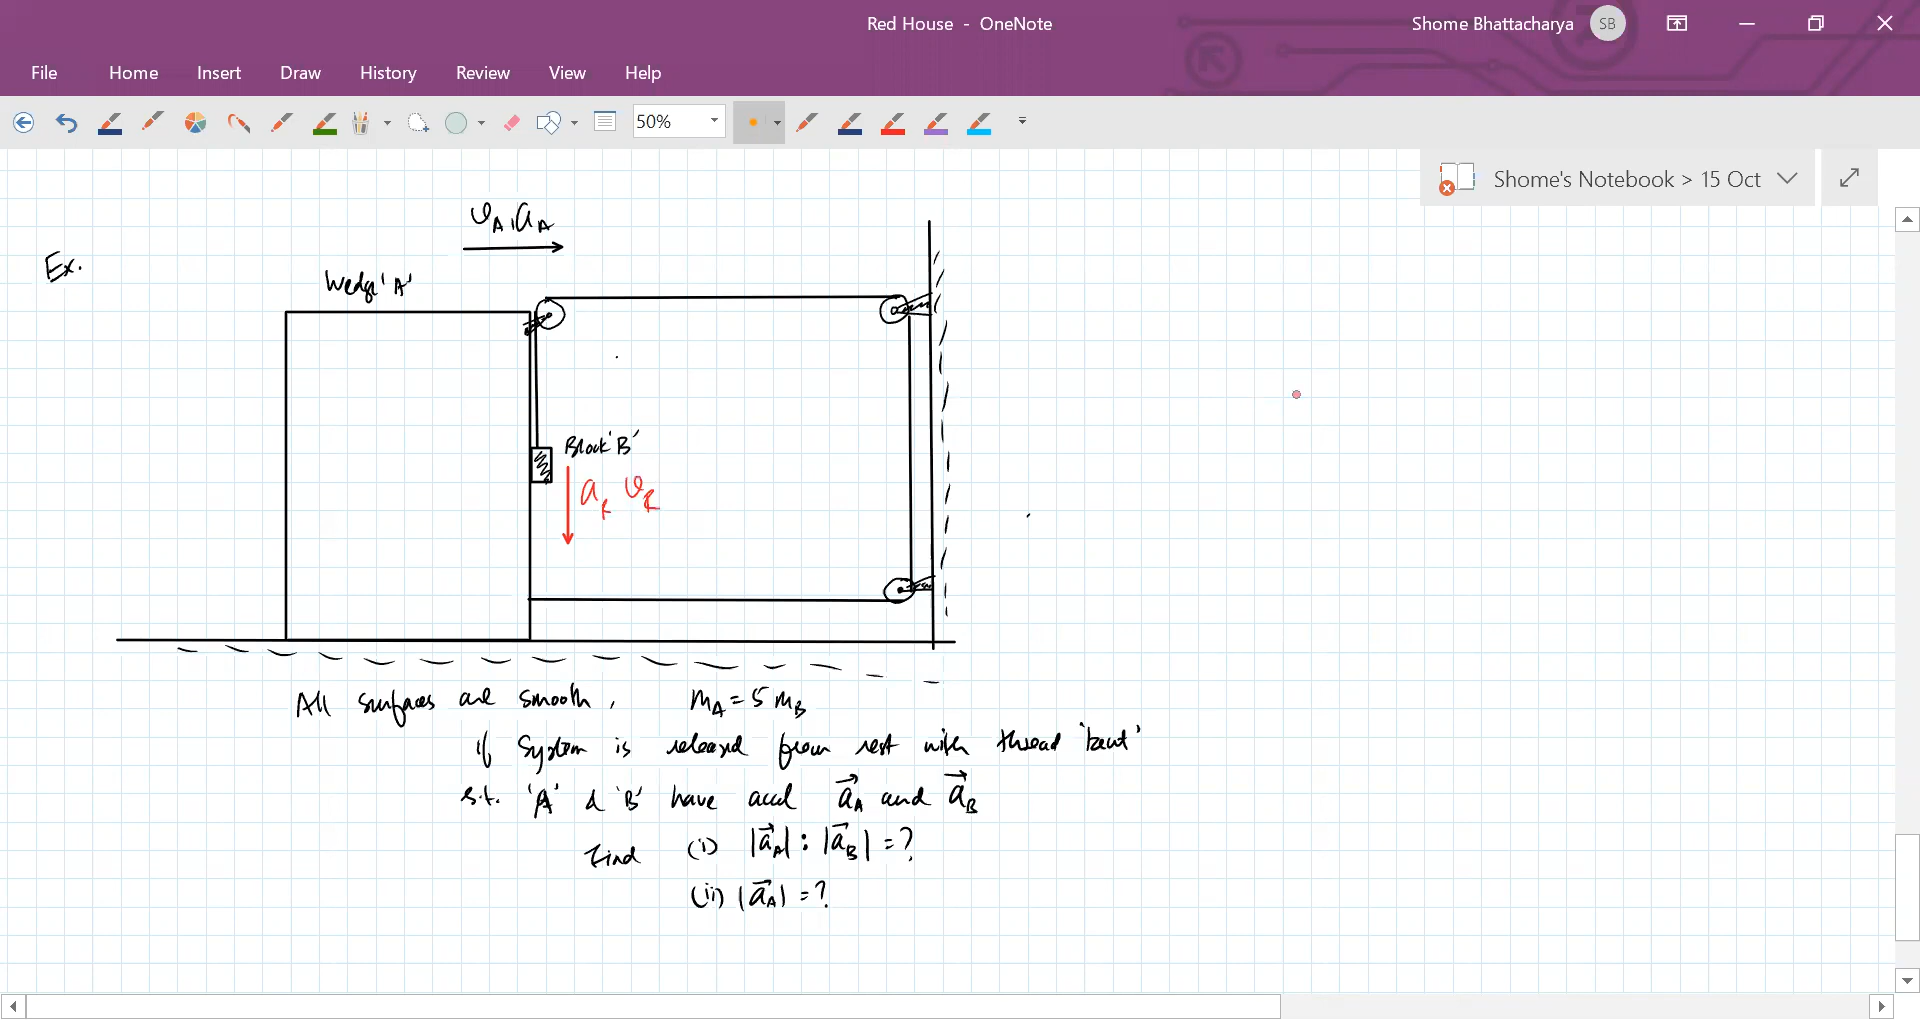 Red House - OneNote
Shome Bhattacharya
SB
File
Home
Insert
Draw
History
Review
View
Help
50%
Shome's Notebook > 15 Oct
Ex.
Wedge 'A'
v_A, a_A
Block 'B'
a_r v_r
All surfaces are smooth, m_A = 5 m_B
if system is released from rest with thread 'taut'
s.t. 'A' & 'B' have accl a⃗_A and a⃗_B
Find (i) |a⃗_A| : |a⃗_B| = ?
(ii) |a⃗_A| = ?